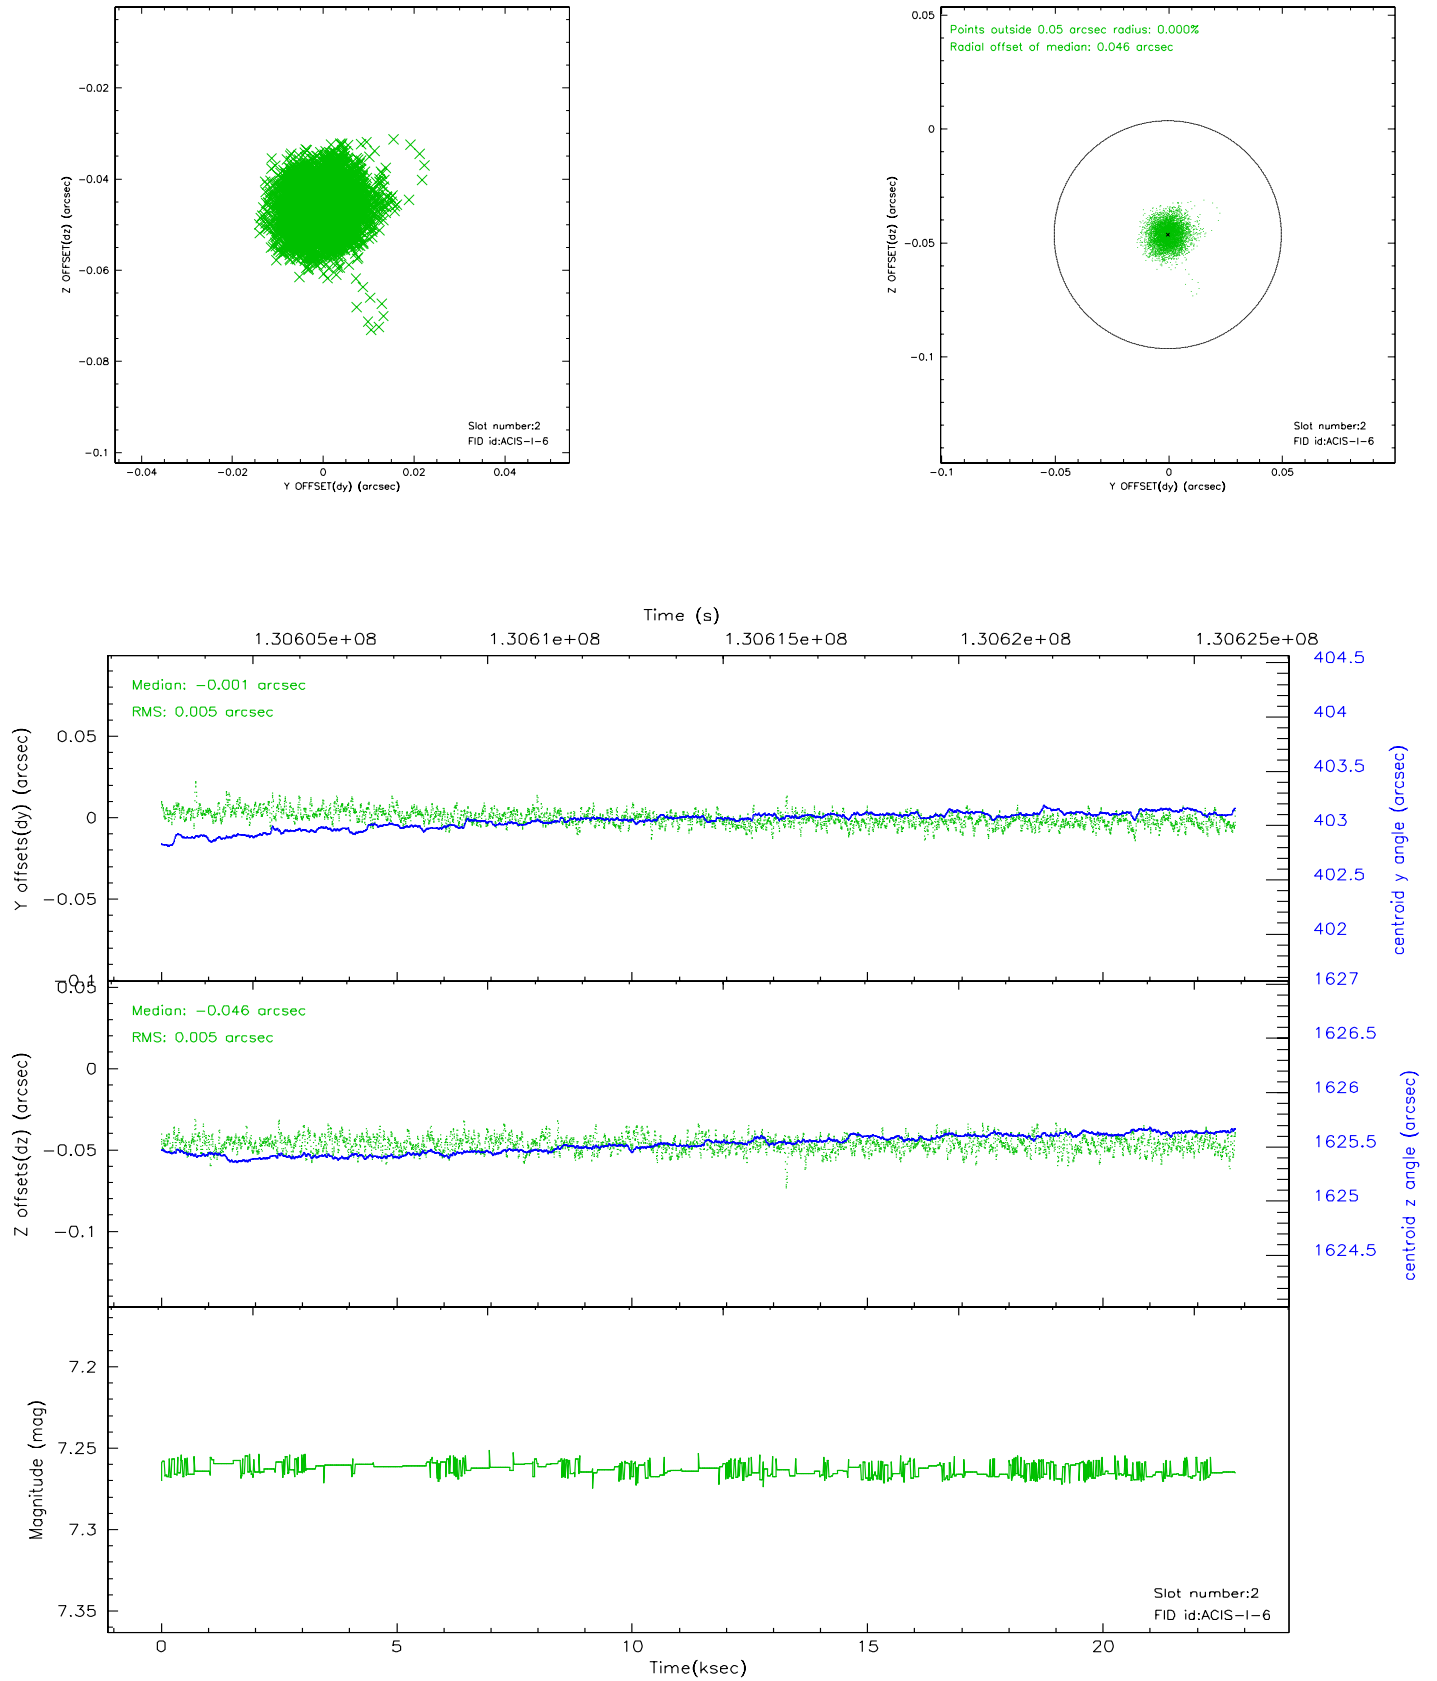 -0.02
-0.04
-0.06
-0.08
-0.1
Z OFFSET(dz) (arcsec)
Slot number:2
FID id:ACIS-I-6
-0.04 -0.02 0 0.02 0.04
Y OFFSET(dy) (arcsec)
0.05
0
-0.05
-0.1
Z OFFSET(dz) (arcsec)
Points outside 0.05 arcsec radius: 0.000%
Radial offset of median: 0.046 arcsec
Slot number:2
FID id:ACIS-I-6
-0.1 -0.05 0 0.05
Y OFFSET(dy) (arcsec)
Time (s)
1.30605e+08 1.3061e+08 1.30615e+08 1.3062e+08 1.30625e+08
Median: -0.001 arcsec
RMS: 0.005 arcsec
0.05
0
-0.05
-0.1
Y offsets(dy) (arcsec)
404.5
404
403.5
403
402.5
402
centroid y angle (arcsec)
Median: -0.046 arcsec
RMS: 0.005 arcsec
0.05
0
-0.05
-0.1
Z offsets(dz) (arcsec)
1627
1626.5
1626
1625.5
1625
1624.5
centroid z angle (arcsec)
7.2
7.25
7.3
7.35
Magnitude (mag)
Slot number:2
FID id:ACIS-I-6
0 5 10 15 20
Time(ksec)